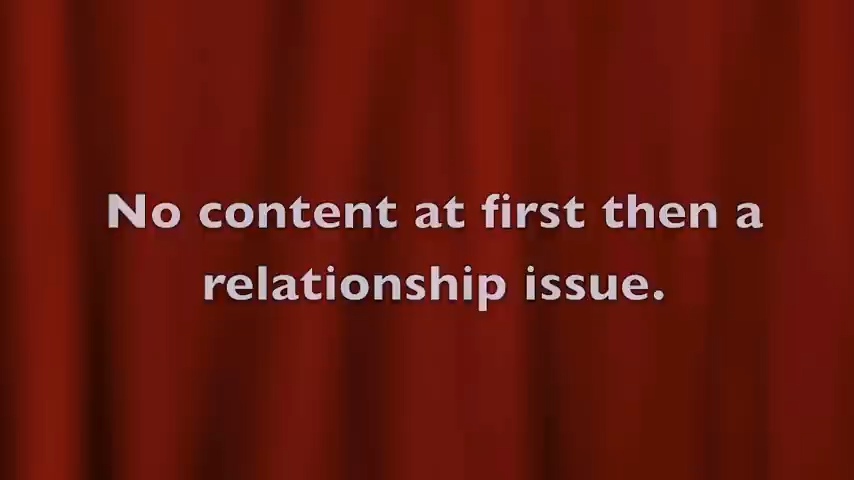 No content at first then a
relationship issue.